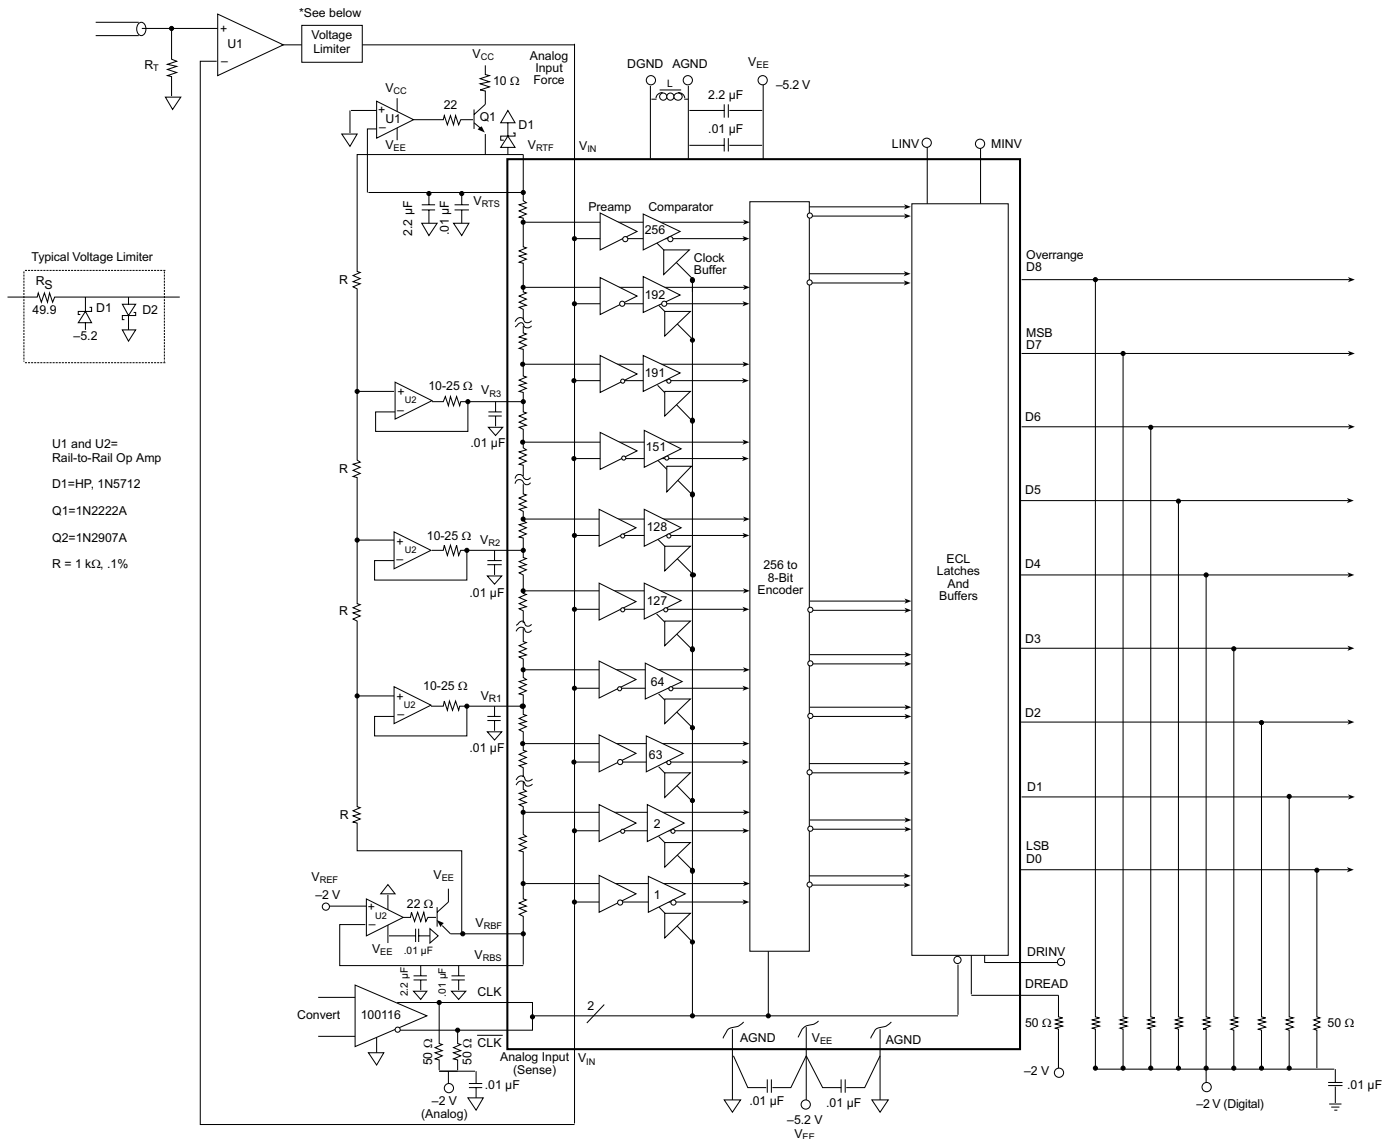 *See below
Voltage
Limiter
U1
+
−
RT
Analog
Input
Force
VCC
10 Ω
VCC
22
U1
+
−
Q1
D1
VEE
VRTF
VIN
DGND
AGND
VEE
−5.2 V
L
2.2 µF
.01 µF
LINV
MINV
VRTS
2.2 µF
.01 µF
Preamp
Comparator
256
Clock
Buffer
192
191
151
128
127
64
63
2
1
Typical Voltage Limiter
RS
49.9
D1
D2
−5.2
R
R
R
R
10-25 Ω
VR3
+
−
U2
.01 µF
10-25 Ω
VR2
+
−
U2
.01 µF
10-25 Ω
VR1
+
−
U2
.01 µF
U1 and U2=
Rail-to-Rail Op Amp
D1=HP, 1N5712
Q1=1N2222A
Q2=1N2907A
R = 1 kΩ, .1%
256 to
8-Bit
Encoder
ECL
Latches
And
Buffers
Overrange
D8
MSB
D7
D6
D5
D4
D3
D2
D1
LSB
D0
VREF
−2 V
+
−
U2
22 Ω
VEE
VEE
.01 µF
VRBF
VRBS
2.2 µF
.01 µF
CLK
Convert
100116
CLK
50 Ω
50 Ω
.01 µF
−2 V
(Analog)
2
Analog Input
(Sense)
VIN
AGND
VEE
AGND
.01 µF
.01 µF
−5.2 V
VEE
DRINV
DREAD
50 Ω
−2 V
50 Ω
−2 V (Digital)
.01 µF